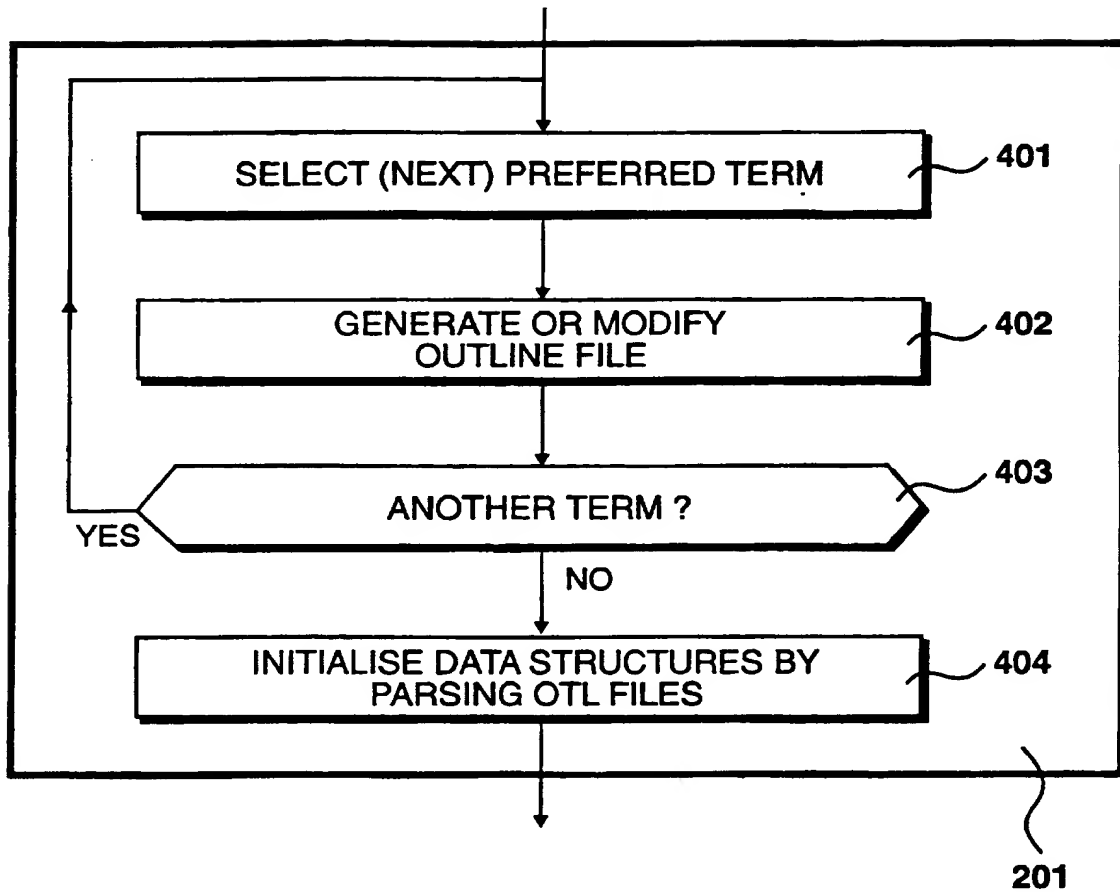 SELECT (NEXT) PREFERRED TERM
401
GENERATE OR MODIFY
OUTLINE FILE
402
ANOTHER TERM ?
403
YES
NO
INITIALISE DATA STRUCTURES BY
PARSING OTL FILES
404
201